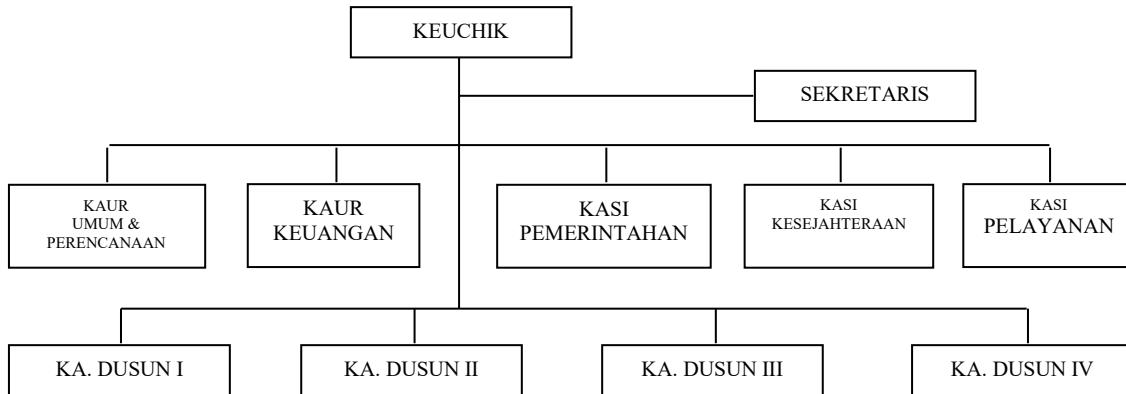 KEUCHIK
SEKRETARIS
KAUR
UMUM &
PERENCANAAN
KAUR
KEUANGAN
KASI
PEMERINTAHAN
KASI
KESEJAHTERAAN
KASI
PELAYANAN
KA. DUSUN I
KA. DUSUN II
KA. DUSUN III
KA. DUSUN IV